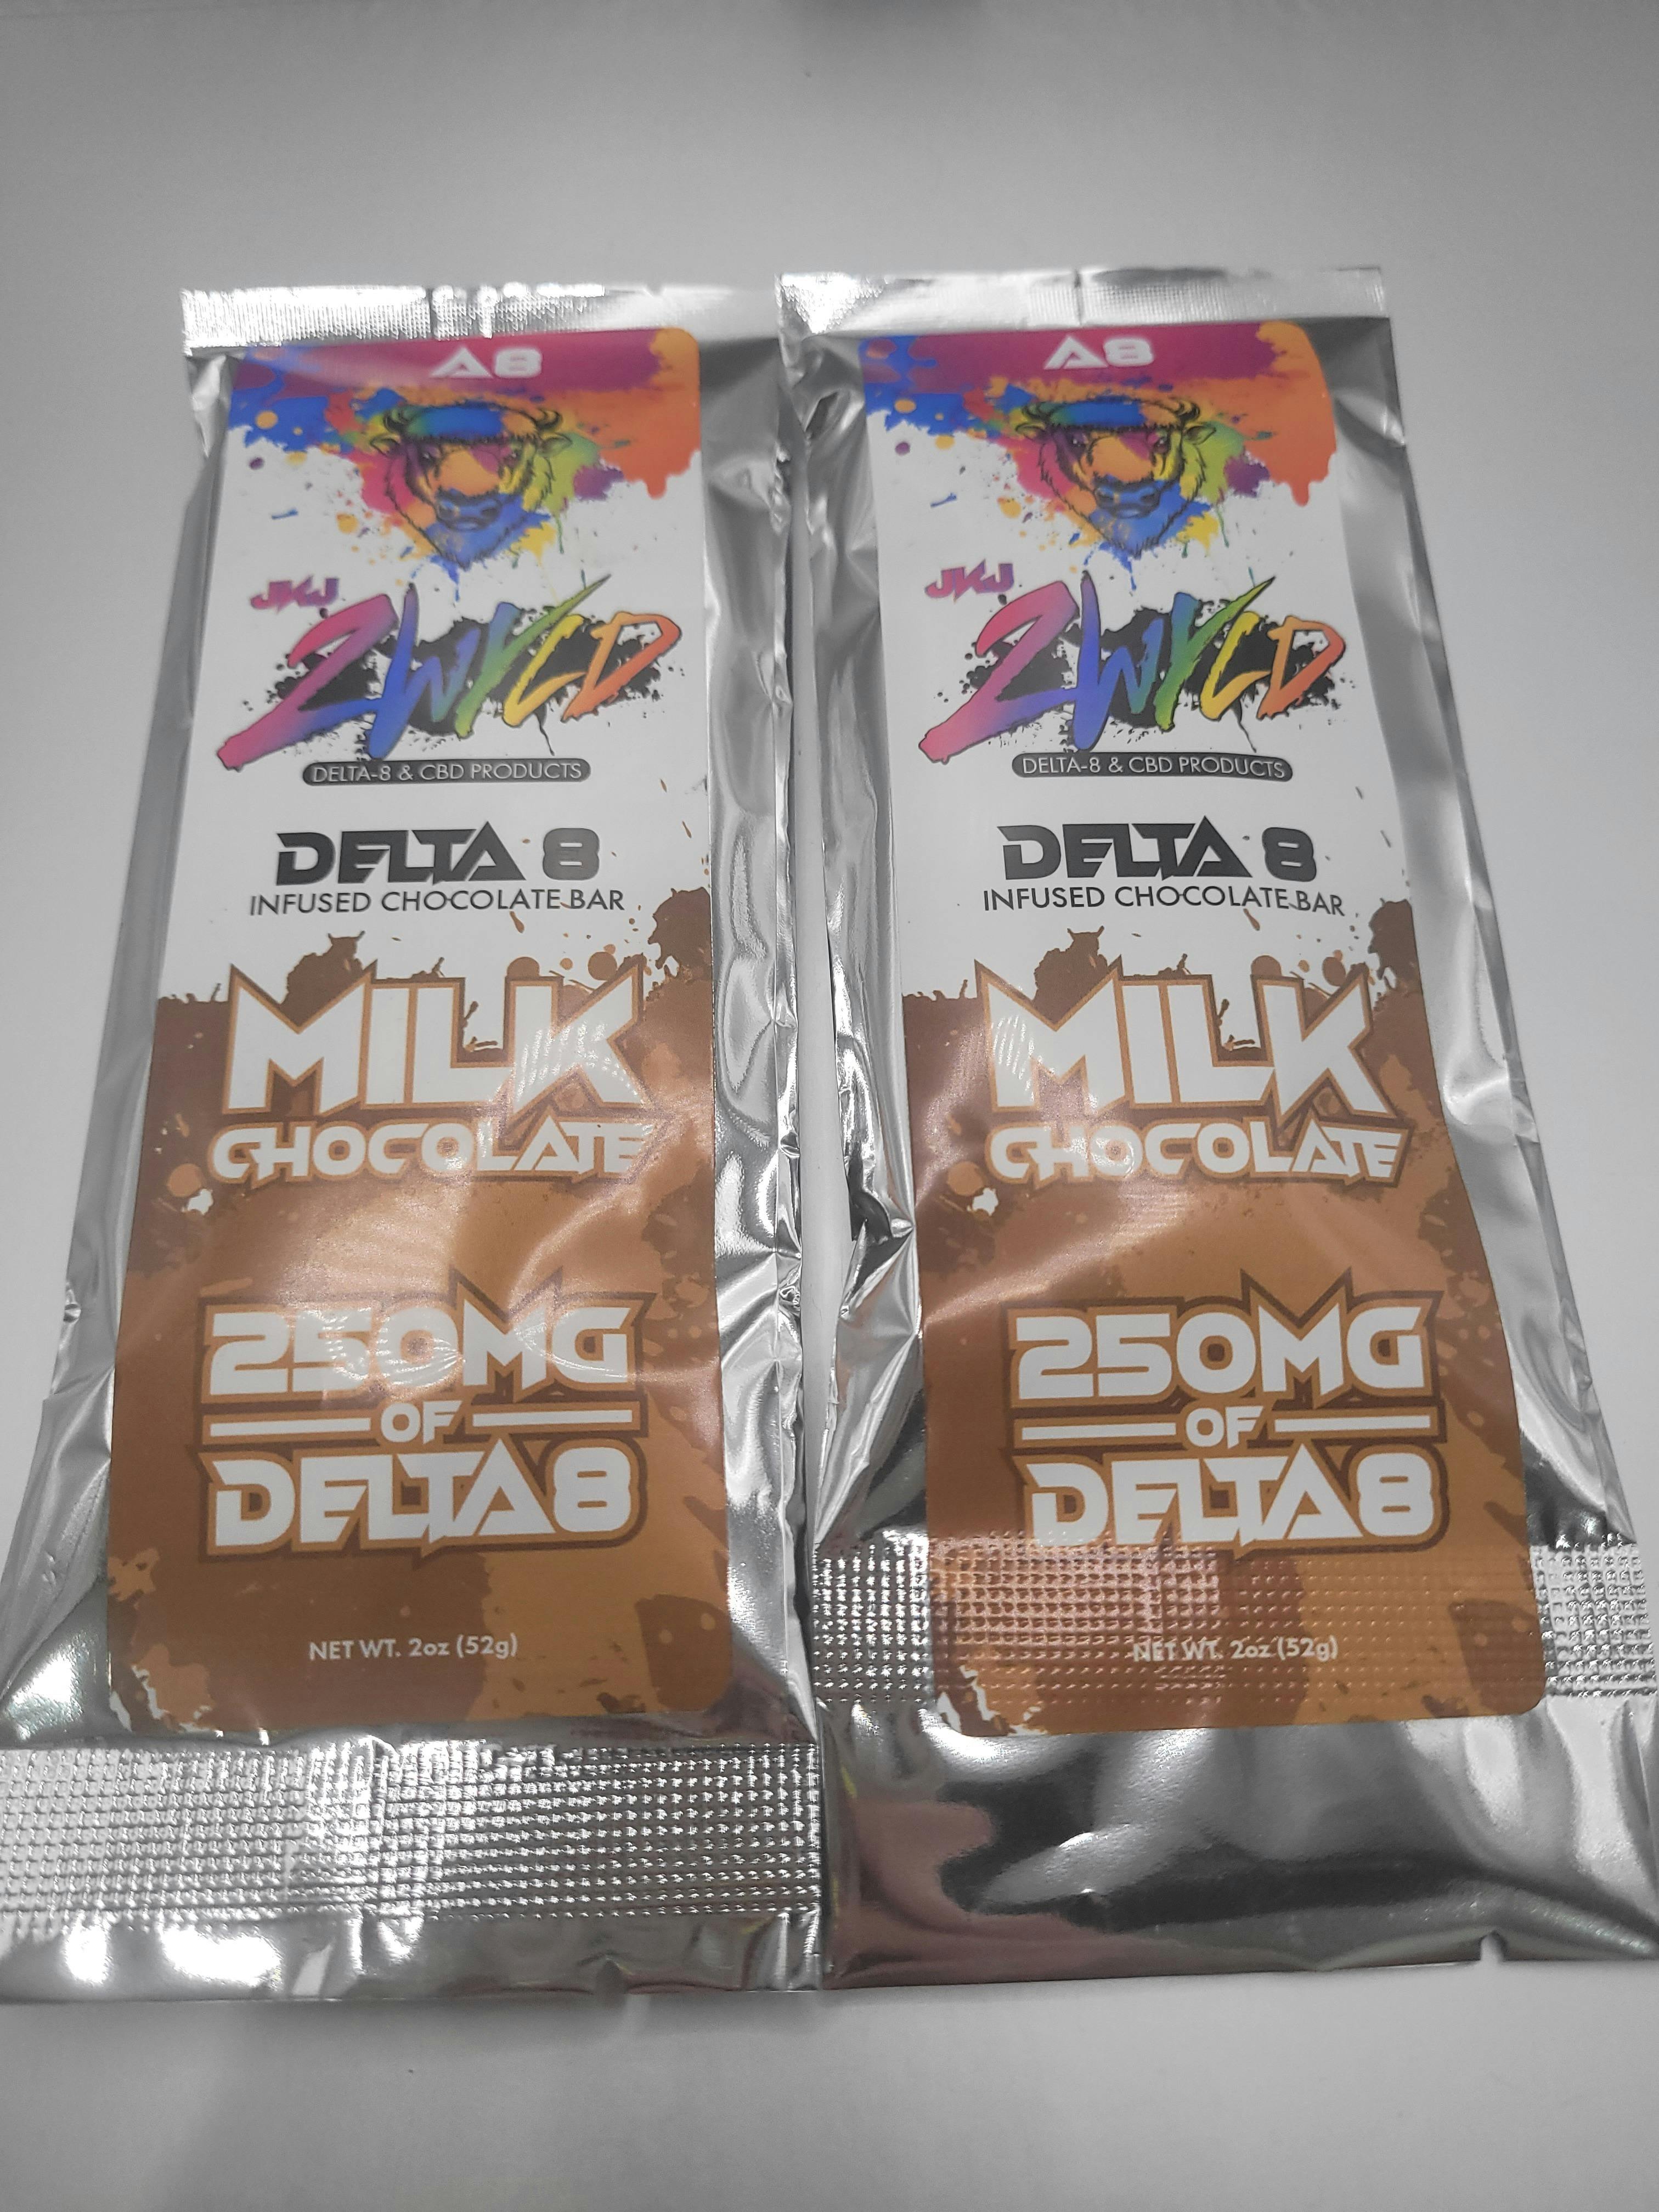 Δ8
JKJ
2WYCD
DELTA-8 & CBD PRODUCTS
DELTA 8
INFUSED CHOCOLATE BAR
MILK
CHOCOLATE
250MG
OF
DELTA8
NET WT. 2oz (52g)
Δ8
JKJ
2WYCD
DELTA-8 & CBD PRODUCTS
DELTA 8
INFUSED CHOCOLATE BAR
MILK
CHOCOLATE
250MG
OF
DELTA8
NET WT. 2oz (52g)